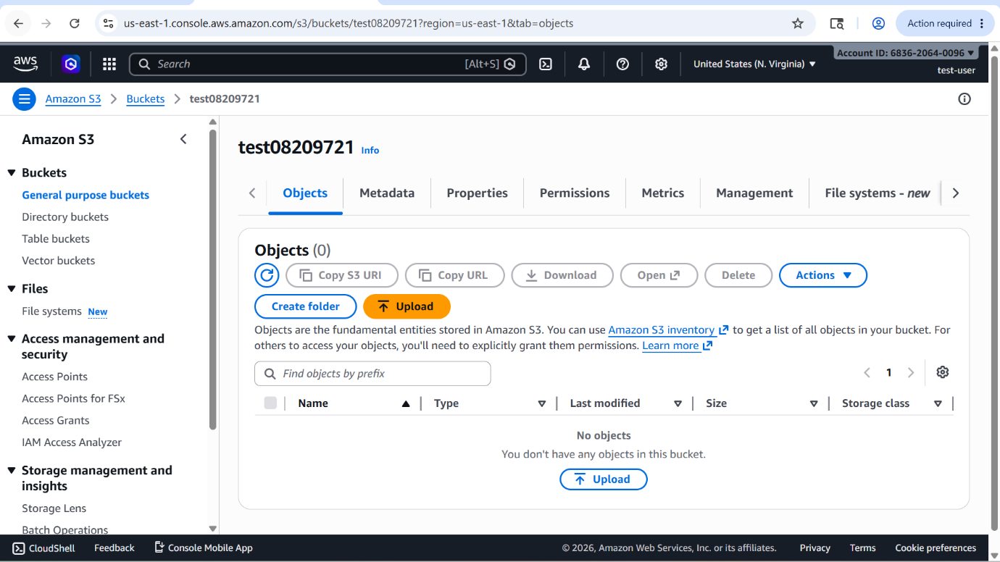 us-east-1.console.aws.amazon.com/s3/buckets/test08209721?region=us-east-1&tab=objects
Action required
aws
Search [Alt+S]
United States (N. Virginia)
Account ID: 6836-2064-0096
test-user
Amazon S3
Buckets
test08209721
Amazon S3
Buckets
General purpose buckets
Directory buckets
Table buckets
Vector buckets
Files
File systems New
Access management and
security
Access Points
Access Points for FSx
Access Grants
IAM Access Analyzer
Storage management and
insights
Storage Lens
Batch Operations
test08209721 Info
Objects
Metadata
Properties
Permissions
Metrics
Management
File systems - new
Objects (0)
Copy S3 URI
Copy URL
Download
Open
Delete
Actions
Create folder
Upload
Objects are the fundamental entities stored in Amazon S3. You can use Amazon S3 inventory to get a list of all objects in your bucket. For
others to access your objects, you'll need to explicitly grant them permissions. Learn more
Find objects by prefix
1
Name
Type
Last modified
Size
Storage class
No objects
You don't have any objects in this bucket.
Upload
CloudShell
Feedback
Console Mobile App
© 2026, Amazon Web Services, Inc. or its affiliates.
Privacy
Terms
Cookie preferences